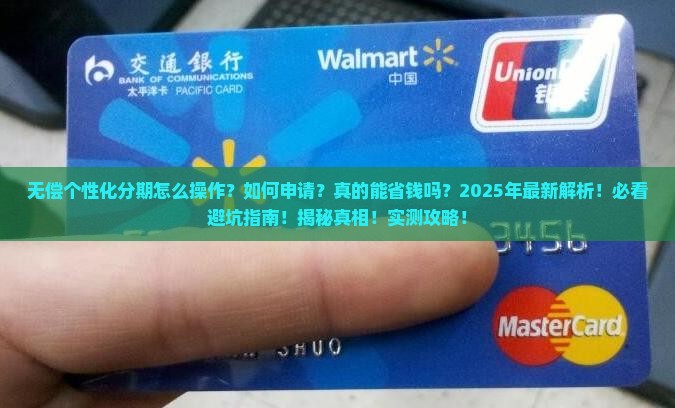 交通銀行
BANK OF COMMUNICATIONS
太平洋卡 PACIFIC CARD
Walmart
中国
Union
银
无偿个性化分期怎么操作？如何申请？真的能省钱吗？2025年最新解析！必看
避坑指南！揭秘真相！实测攻略！
3456
SHUO
MasterCard